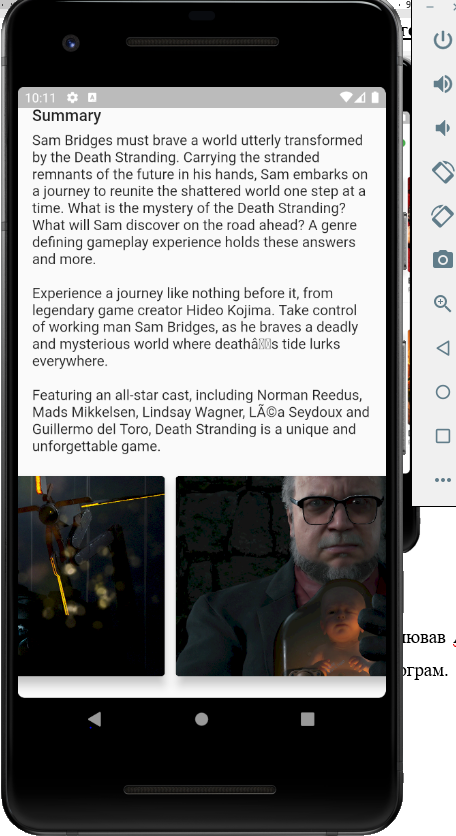 10:11
Summary
Sam Bridges must brave a world utterly transformed
by the Death Stranding. Carrying the stranded
remnants of the future in his hands, Sam embarks on
a journey to reunite the shattered world one step at a
time. What is the mystery of the Death Stranding?
What will Sam discover on the road ahead? A genre
defining gameplay experience holds these answers
and more.
Experience a journey like nothing before it, from
legendary game creator Hideo Kojima. Take control
of working man Sam Bridges, as he braves a deadly
and mysterious world where deathâs tide lurks
everywhere.
Featuring an all-star cast, including Norman Reedus,
Mads Mikkelsen, Lindsay Wagner, LÃ©a Seydoux and
Guillermo del Toro, Death Stranding is a unique and
unforgettable game.